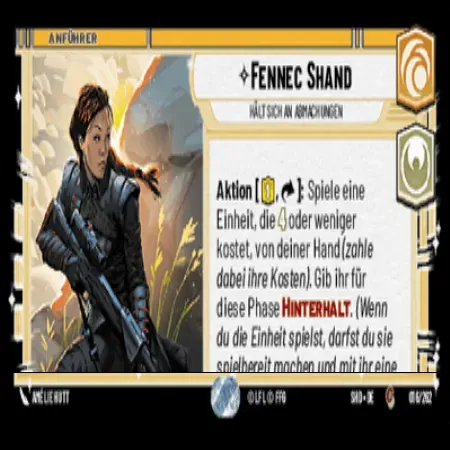 ANFÜHRER
FENNEC SHAND
HÄLT SICH AN ABMACHUNGEN
Aktion [1, ]: Spiele eine
Einheit, die 4 oder weniger
kostet, von deiner Hand (zahle
dabei ihre Kosten). Gib ihr für
diese Phase HINTERHALT. (Wenn
du die Einheit spielst, darfst du sie
spielbereit machen und mit ihr eine
AMÉLIE HUTT
© LFL © FFG
SHD • DE
C
016/262